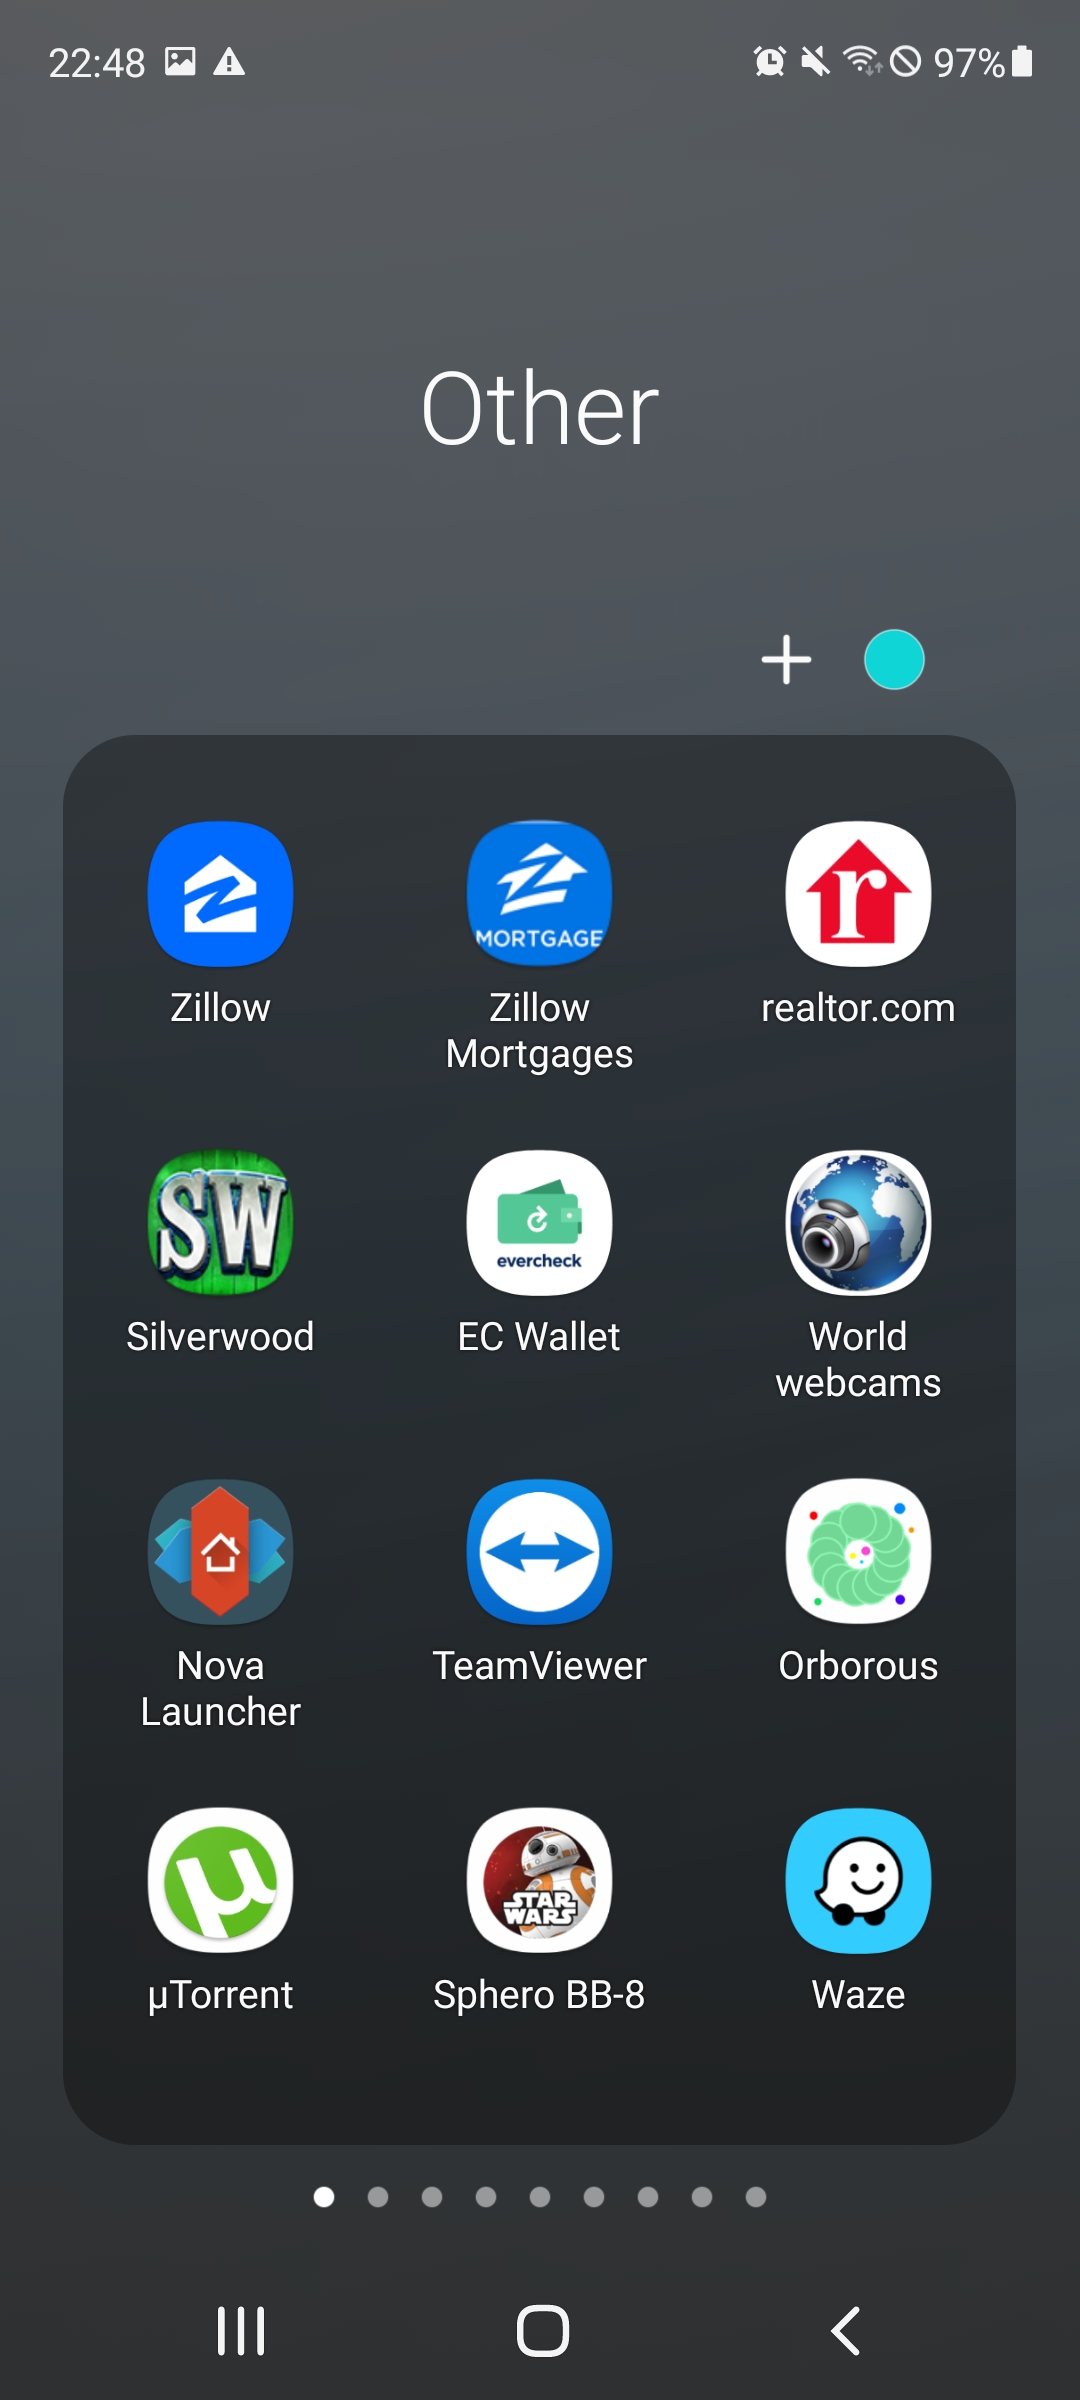 22:48 97%
Other
MORTGAGE
r
Zillow Zillow realtor.com
Mortgages
SW
evercheck
Silverwood EC Wallet World
webcams
Nova TeamViewer Orborous
Launcher
µ
STAR
WARS
µTorrent Sphero BB-8 Waze